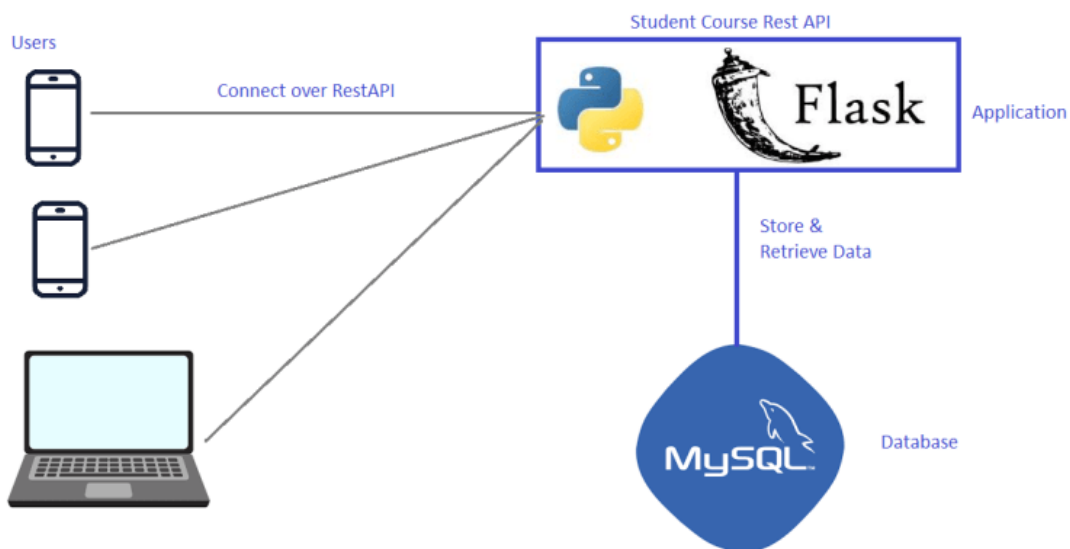 Student Course Rest API
Users
Connect over RestAPI
Flask
Application
Store &
Retrieve Data
MySQL
Database